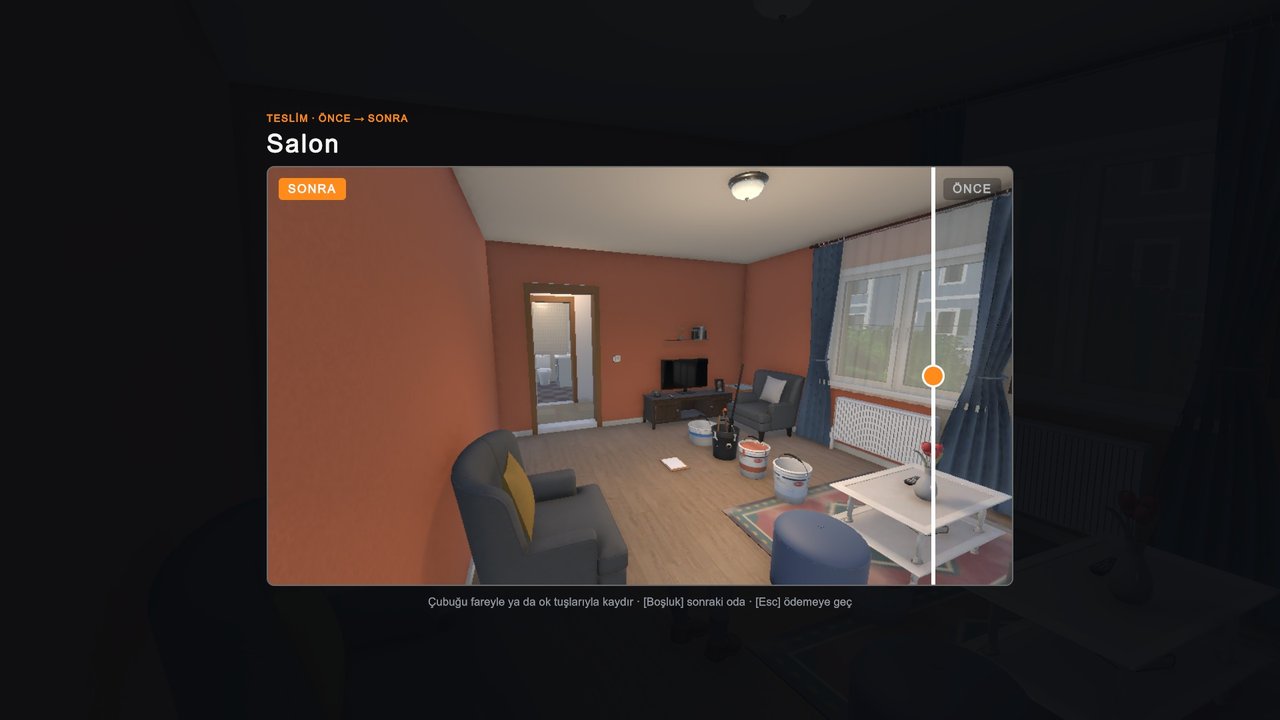 TESLİM · ÖNCE → SONRA
Salon
SONRA
ÖNCE
Çubuğu fareyle ya da ok tuşlarıyla kaydır · [Boşluk] sonraki oda · [Esc] ödemeye geç